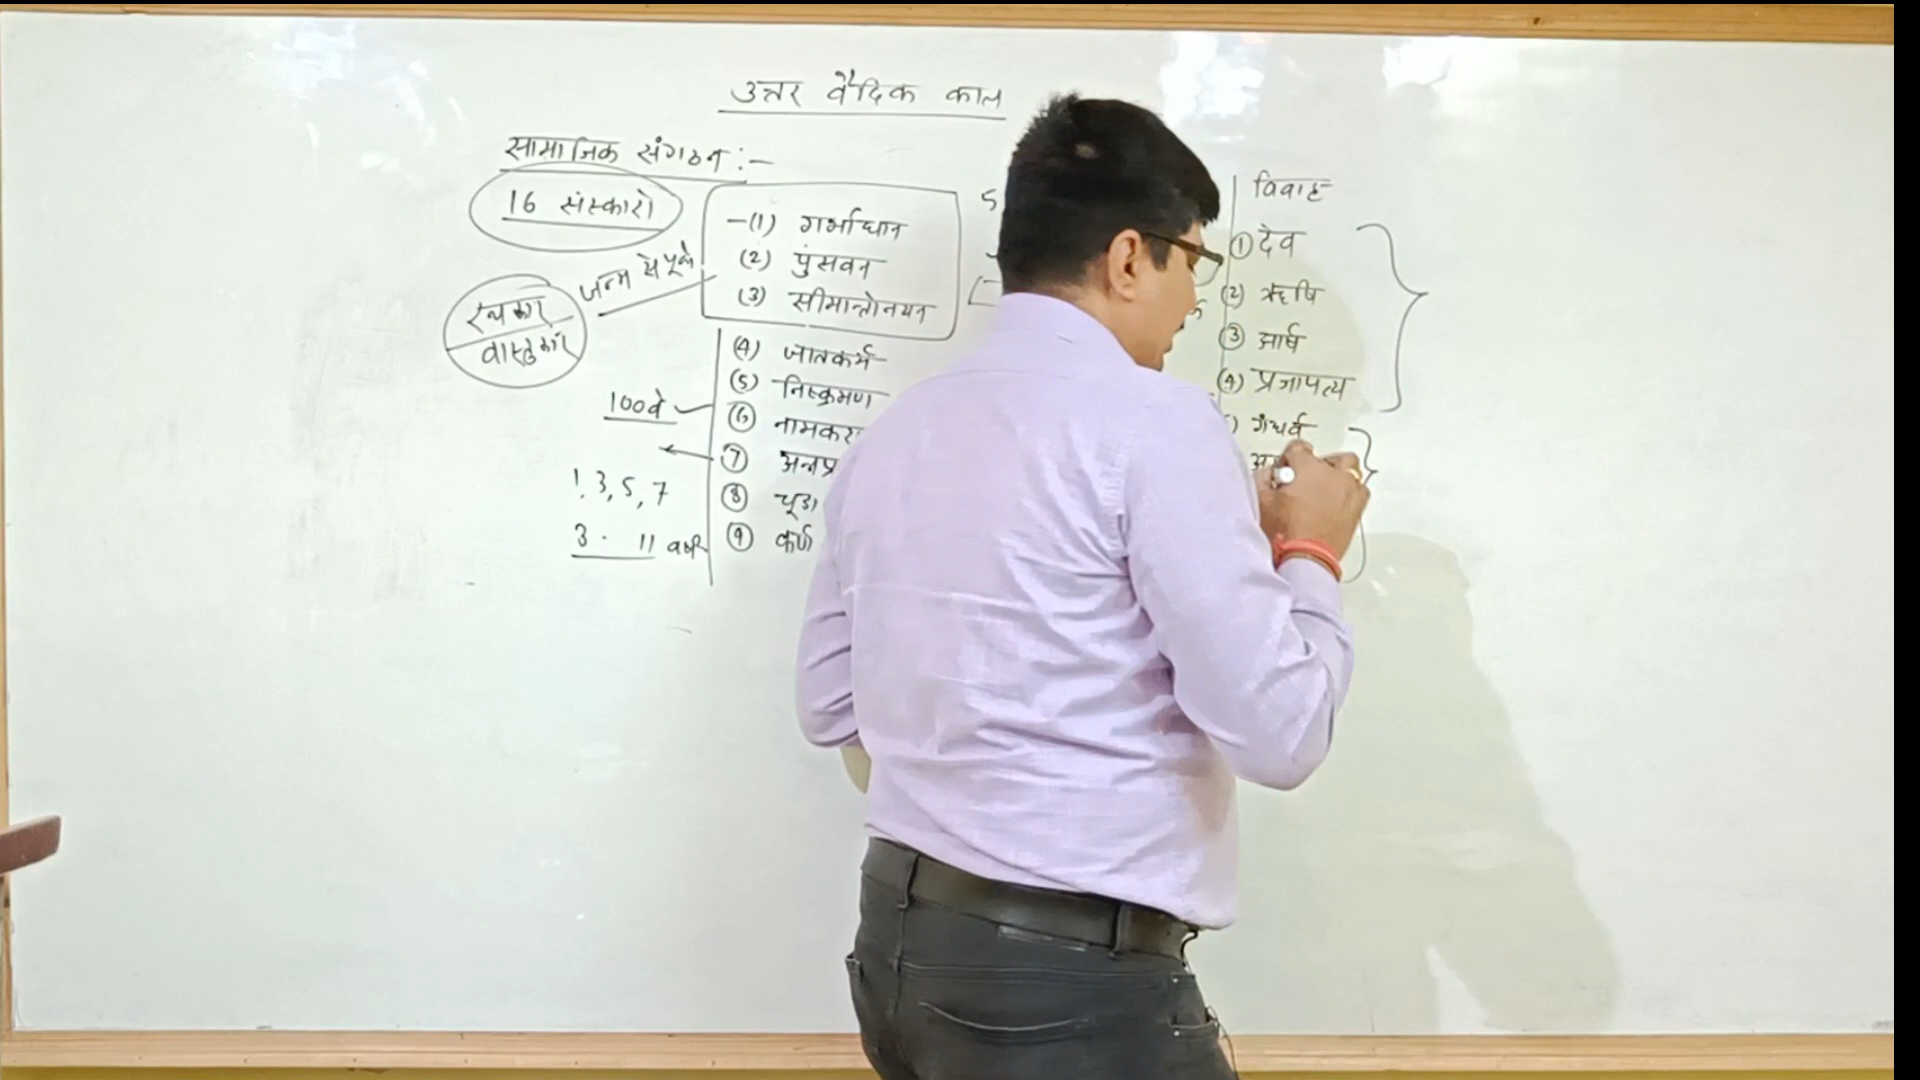 उत्तर वैदिक काल
सामाजिक संगठन :-
16 संस्कारो
-(1) गर्भाधान
(2) पुंसवन
(3) सीमान्तोनयन
जन्म से पूर्व
(4) जातकर्म
(5) निष्क्रमण
100वे
(6) नामकर
(7) अन्नप्र
1, 3, 5, 7
(8) चूडा
3 - 11 वर्ष
(9) कर्ण
5
विवाह
(1) देव
(2) ऋषि
(3) आर्ष
(4) प्रजापत्य
) गंधर्व